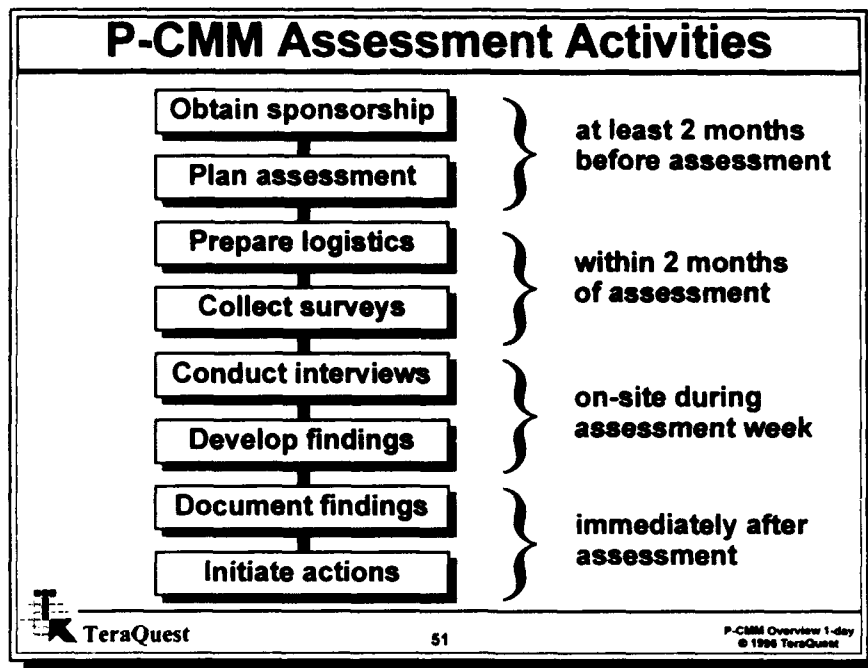 P-CMM Assessment Activities
Obtain sponsorship
Plan assessment
at least 2 months
before assessment
Prepare logistics
Collect surveys
within 2 months
of assessment
Conduct interviews
Develop findings
on-site during
assessment week
Document findings
Initiate actions
immediately after
assessment
TeraQuest
51
P-CMM Overview 1-day
© 1996 TeraQuest